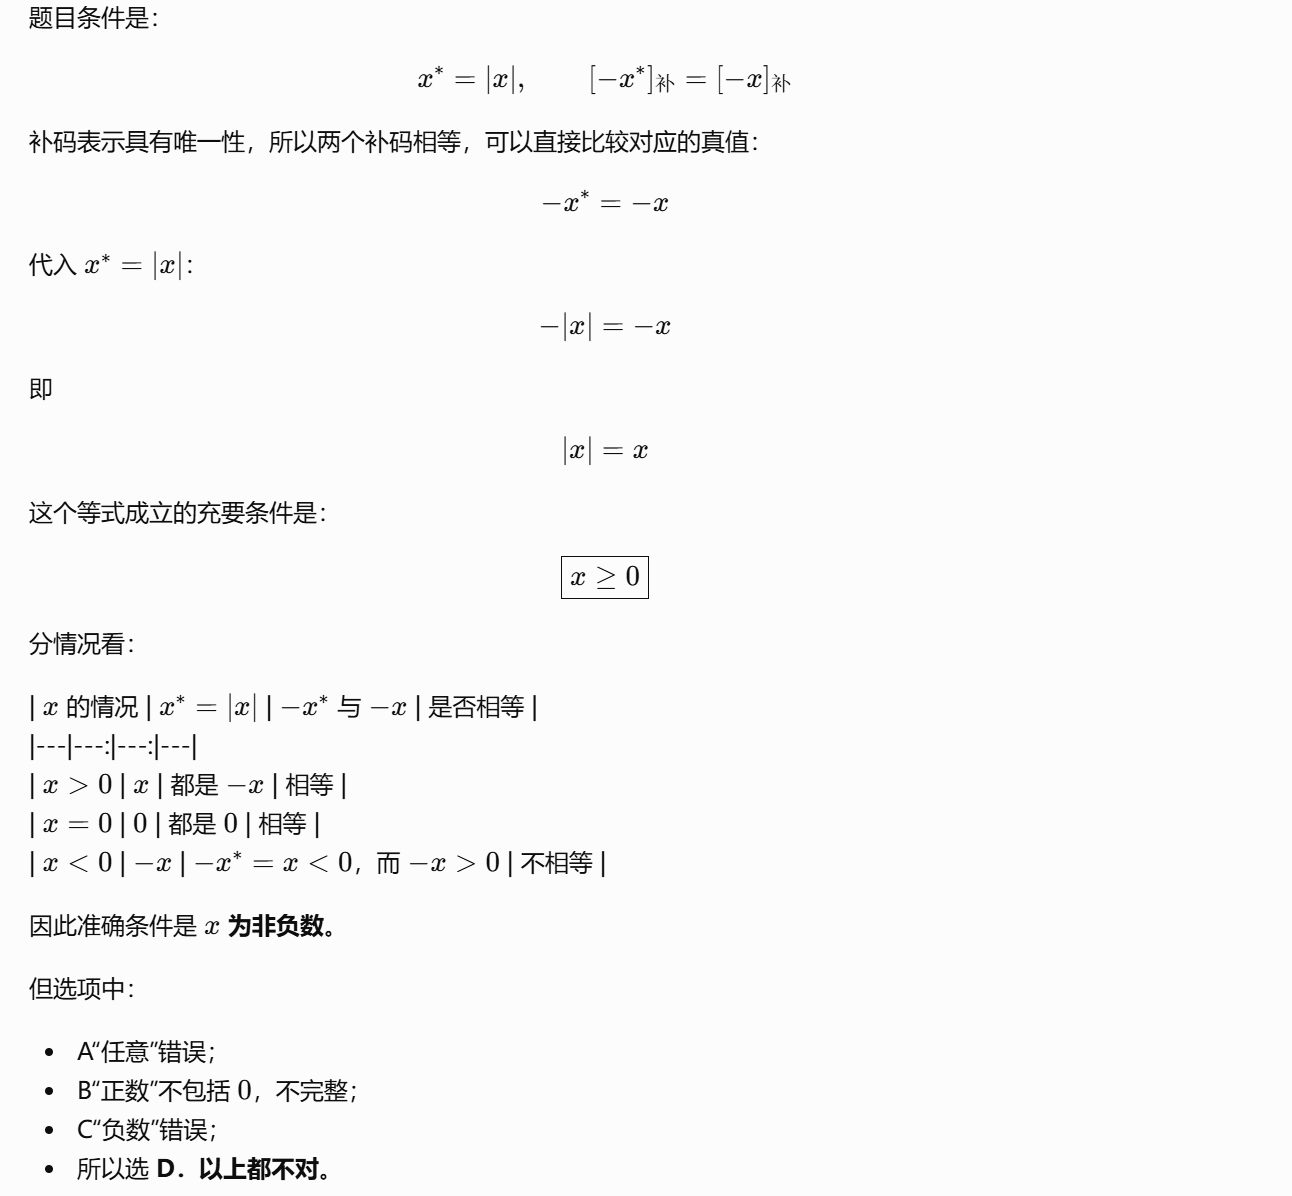 题目条件是：
x* = |x|, [−x*]补 = [−x]补
补码表示具有唯一性，所以两个补码相等，可以直接比较对应的真值：
−x* = −x
代入 x* = |x|：
−|x| = −x
即
|x| = x
这个等式成立的充要条件是：
x ≥ 0
分情况看：
| x 的情况 | x* = |x| | −x* 与 −x | 是否相等 |
|---|---:|---:|---|
| x > 0 | x | 都是 −x | 相等 |
| x = 0 | 0 | 都是 0 | 相等 |
| x < 0 | −x | −x* = x < 0，而 −x > 0 | 不相等 |
因此准确条件是 x 为非负数。
但选项中：
• A“任意”错误；
• B“正数”不包括 0，不完整；
• C“负数”错误；
• 所以选 D．以上都不对。